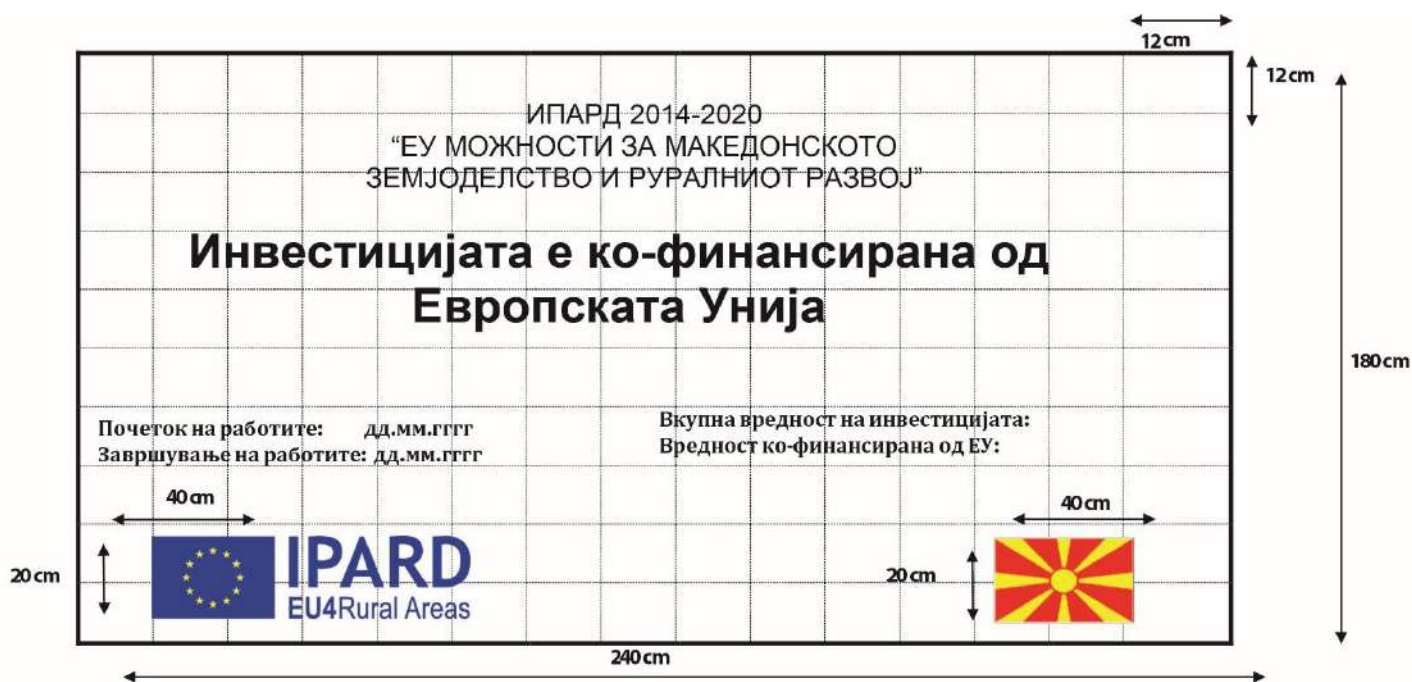 12cm
12cm
ИПАРД 2014-2020
“ЕУ МОЖНОСТИ ЗА МАКЕДОНСКОТО
ЗЕМЈОДЕЛСТВО И РУРАЛНИОТ РАЗВОЈ”
Инвестицијата е ко-финансирана од
Европската Унија
180cm
Почеток на работите: дд.мм.гггг
Завршување на работите: дд.мм.гггг
Вкупна вредност на инвестицијата:
Вредност ко-финансирана од ЕУ:
40cm
40cm
20cm
IPARD
EU4Rural Areas
20cm
240cm